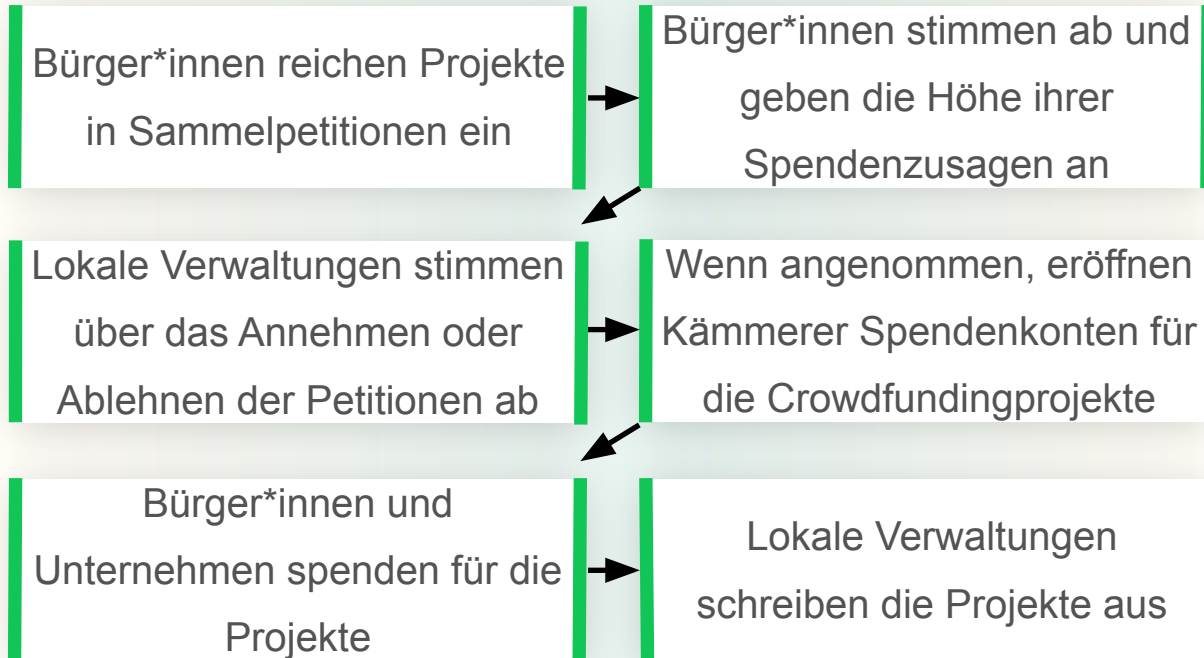 Bürger*innen reichen Projekte
in Sammelpetitionen ein
Bürger*innen stimmen ab und
geben die Höhe ihrer
Spendenzusagen an
Lokale Verwaltungen stimmen
über das Annehmen oder
Ablehnen der Petitionen ab
Wenn angenommen, eröffnen
Kämmerer Spendenkonten für
die Crowdfundingprojekte
Bürger*innen und
Unternehmen spenden für die
Projekte
Lokale Verwaltungen
schreiben die Projekte aus